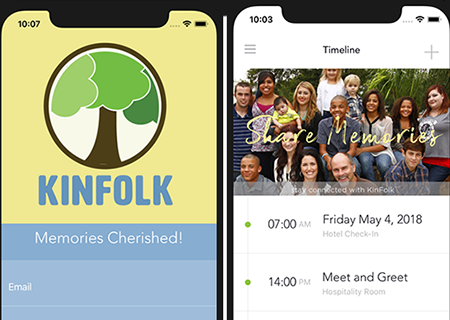 10:07
KINFOLK
Memories Cherished!
Email
10:03
Timeline
Share Memories
stay connected with KinFolk
07:00 AM Friday May 4, 2018
Hotel Check-In
14:00 PM Meet and Greet
Hospitality Room